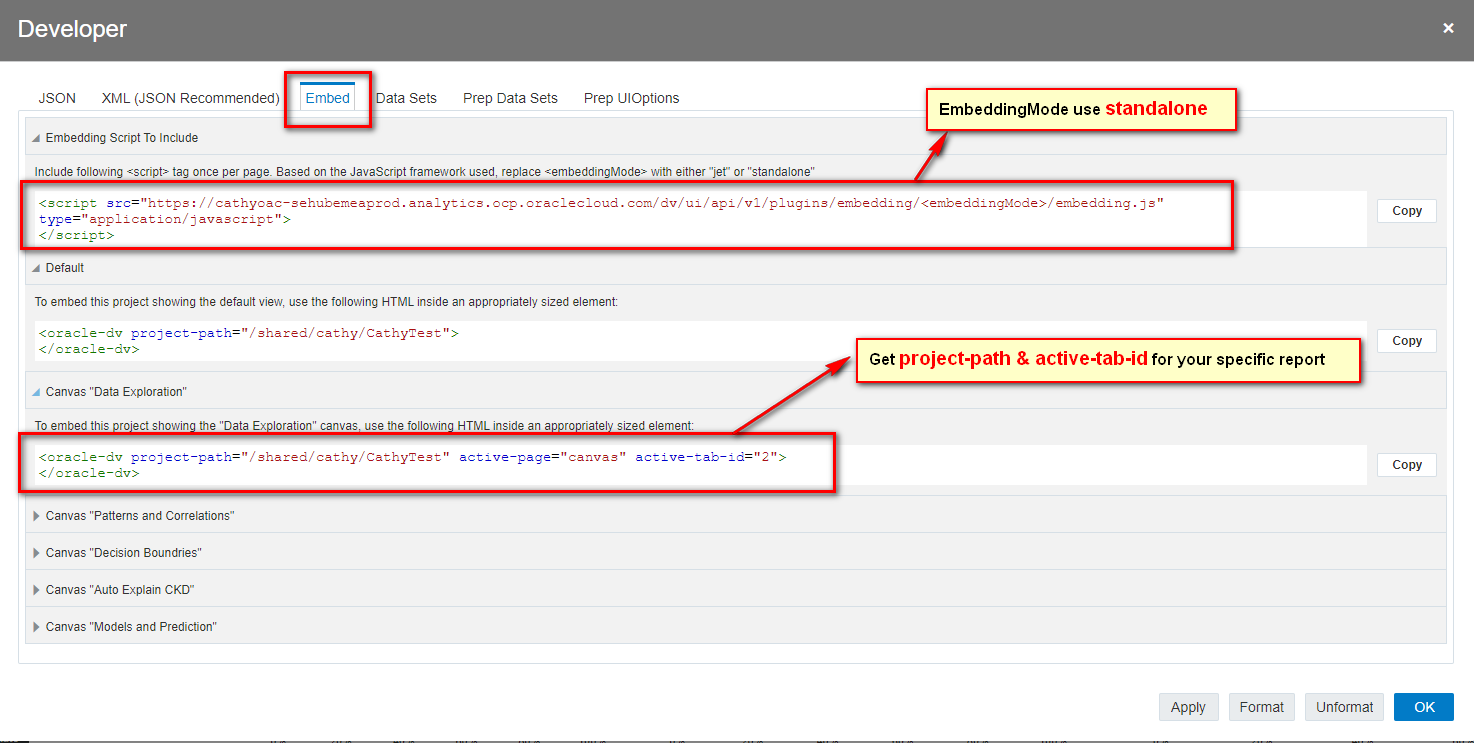 Developer
×
JSON XML (JSON Recommended) Embed Data Sets Prep Data Sets Prep UIOptions
EmbeddingMode use standalone
Embedding Script To Include
Include following <script> tag once per page. Based on the JavaScript framework used, replace <embeddingMode> with either "jet" or "standalone"
<script src="https://cathyoac-sehubemeaprod.analytics.ocp.oraclecloud.com/dv/ui/api/v1/plugins/embedding/<embeddingMode>/embedding.js"
type="application/javascript">
</script>
Copy
Default
To embed this project showing the default view, use the following HTML inside an appropriately sized element:
<oracle-dv project-path="/shared/cathy/CathyTest">
</oracle-dv>
Copy
Get project-path & active-tab-id for your specific report
Canvas "Data Exploration"
To embed this project showing the "Data Exploration" canvas, use the following HTML inside an appropriately sized element:
<oracle-dv project-path="/shared/cathy/CathyTest" active-page="canvas" active-tab-id="2">
</oracle-dv>
Copy
Canvas "Patterns and Correlations"
Canvas "Decision Boundries"
Canvas "Auto Explain CKD"
Canvas "Models and Prediction"
Apply Format Unformat OK